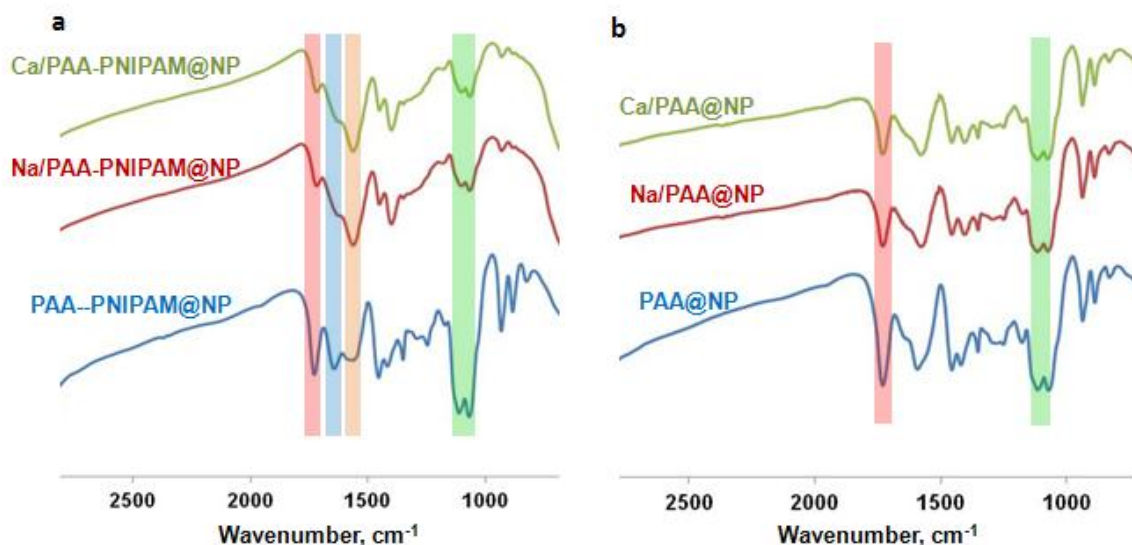 a
Ca/PAA-PNIPAM@NP
Na/PAA-PNIPAM@NP
PAA--PNIPAM@NP
2500 2000 1500 1000
Wavenumber, cm-1
b
Ca/PAA@NP
Na/PAA@NP
PAA@NP
2500 2000 1500 1000
Wavenumber, cm-1